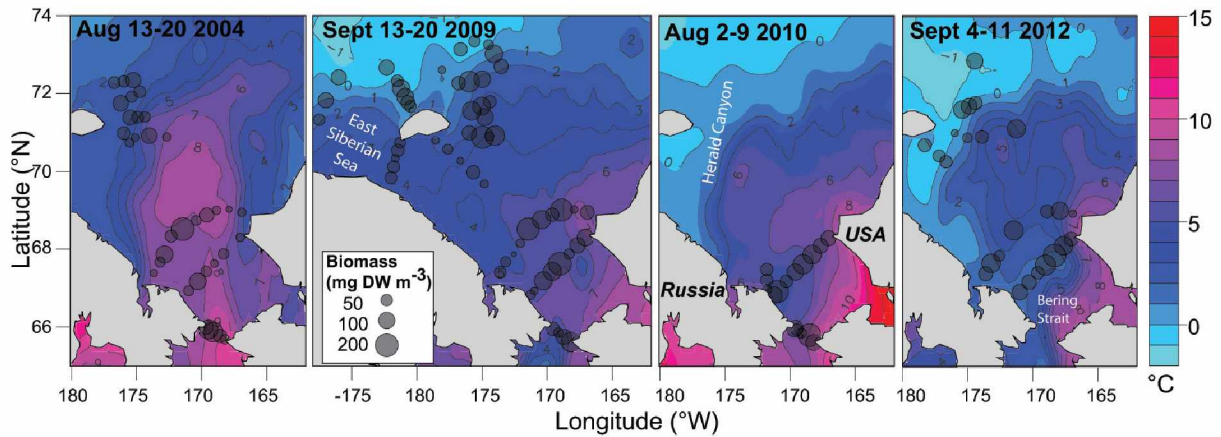 Aug 13-20 2004
Sept 13-20 2009
Aug 2-9 2010
Sept 4-11 2012
74
72
70
68
66
Latitude (°N)
East
Siberian
Sea
Herald Canyon
USA
Russia
Bering
Strait
Biomass
(mg DW m-3)
50
100
200
15
10
5
0
°C
180 175 170 165
-175 175 170 165
180 175 170 165
180 175 170 165
Longitude (°W)